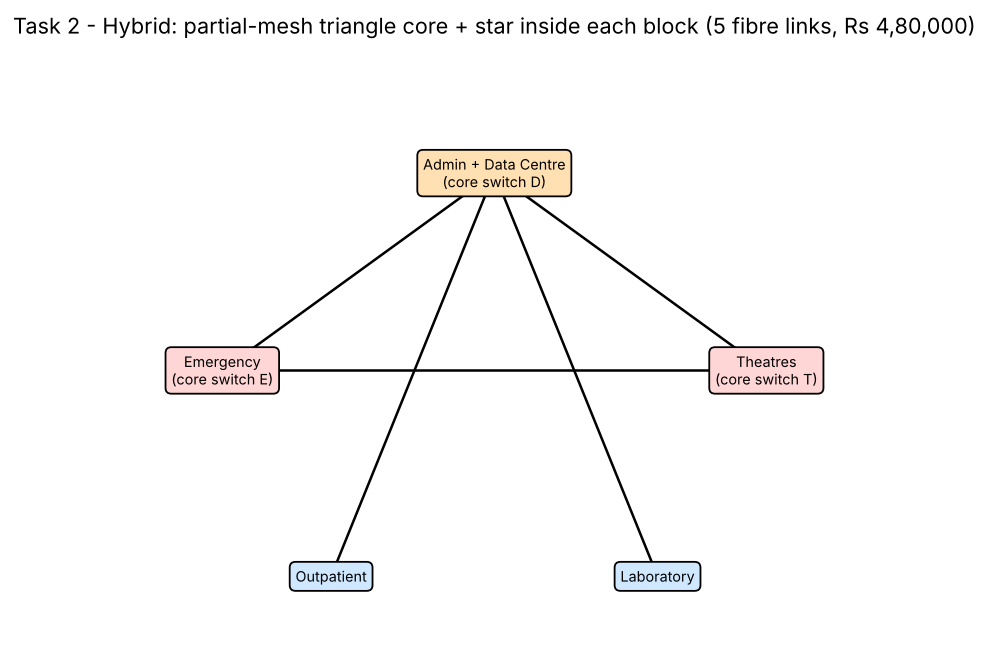 Task 2 - Hybrid: partial-mesh triangle core + star inside each block (5 fibre links, Rs 4,80,000)
Admin + Data Centre
(core switch D)
Emergency
(core switch E)
Theatres
(core switch T)
Outpatient
Laboratory